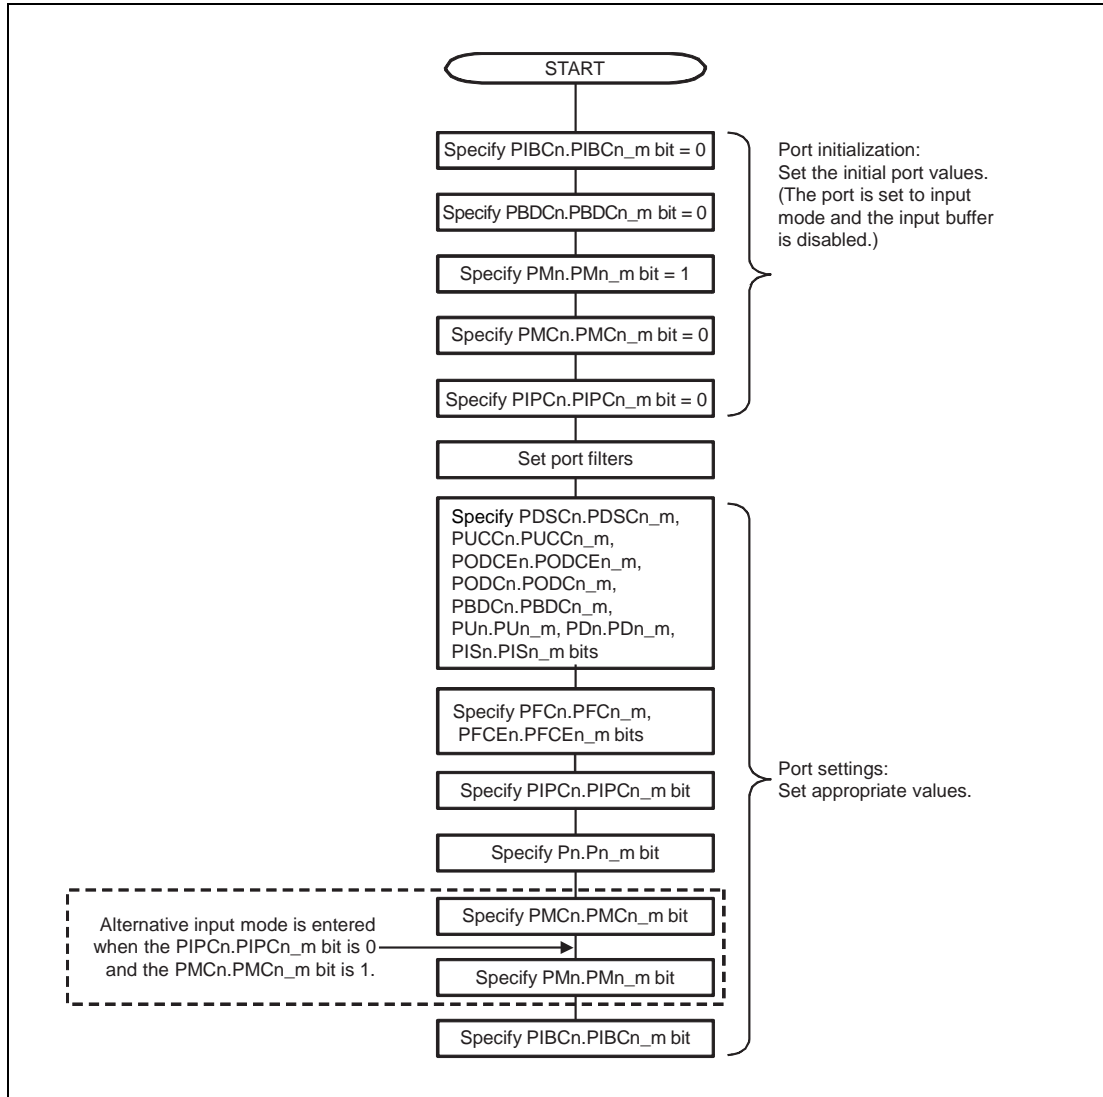 START
Specify PIBCn.PIBCn_m bit = 0
Specify PBDCn.PBDCn_m bit = 0
Specify PMn.PMn_m bit = 1
Specify PMCn.PMCn_m bit = 0
Specify PIPCn.PIPCn_m bit = 0
Port initialization:
Set the initial port values.
(The port is set to input
mode and the input buffer
is disabled.)
Set port filters
Specify PDSCn.PDSCn_m,
PUCCn.PUCCn_m,
PODCEn.PODCEn_m,
PODCn.PODCn_m,
PBDCn.PBDCn_m,
PUn.PUn_m, PDn.PDn_m,
PISn.PISn_m bits
Specify PFCn.PFCn_m,
PFCEn.PFCEn_m bits
Specify PIPCn.PIPCn_m bit
Port settings:
Set appropriate values.
Specify Pn.Pn_m bit
Specify PMCn.PMCn_m bit
Alternative input mode is entered
when the PIPCn.PIPCn_m bit is 0
and the PMCn.PMCn_m bit is 1.
Specify PMn.PMn_m bit
Specify PIBCn.PIBCn_m bit